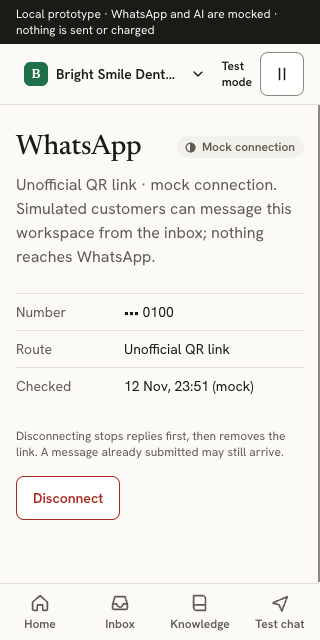 Local prototype · WhatsApp and AI are mocked ·
nothing is sent or charged
B Bright Smile Dent...
Test
mode
WhatsApp
Mock connection
Unofficial QR link · mock connection.
Simulated customers can message this
workspace from the inbox; nothing
reaches WhatsApp.
Number ••• 0100
Route Unofficial QR link
Checked 12 Nov, 23:51 (mock)
Disconnecting stops replies first, then removes the
link. A message already submitted may still arrive.
Disconnect
Home Inbox Knowledge Test chat